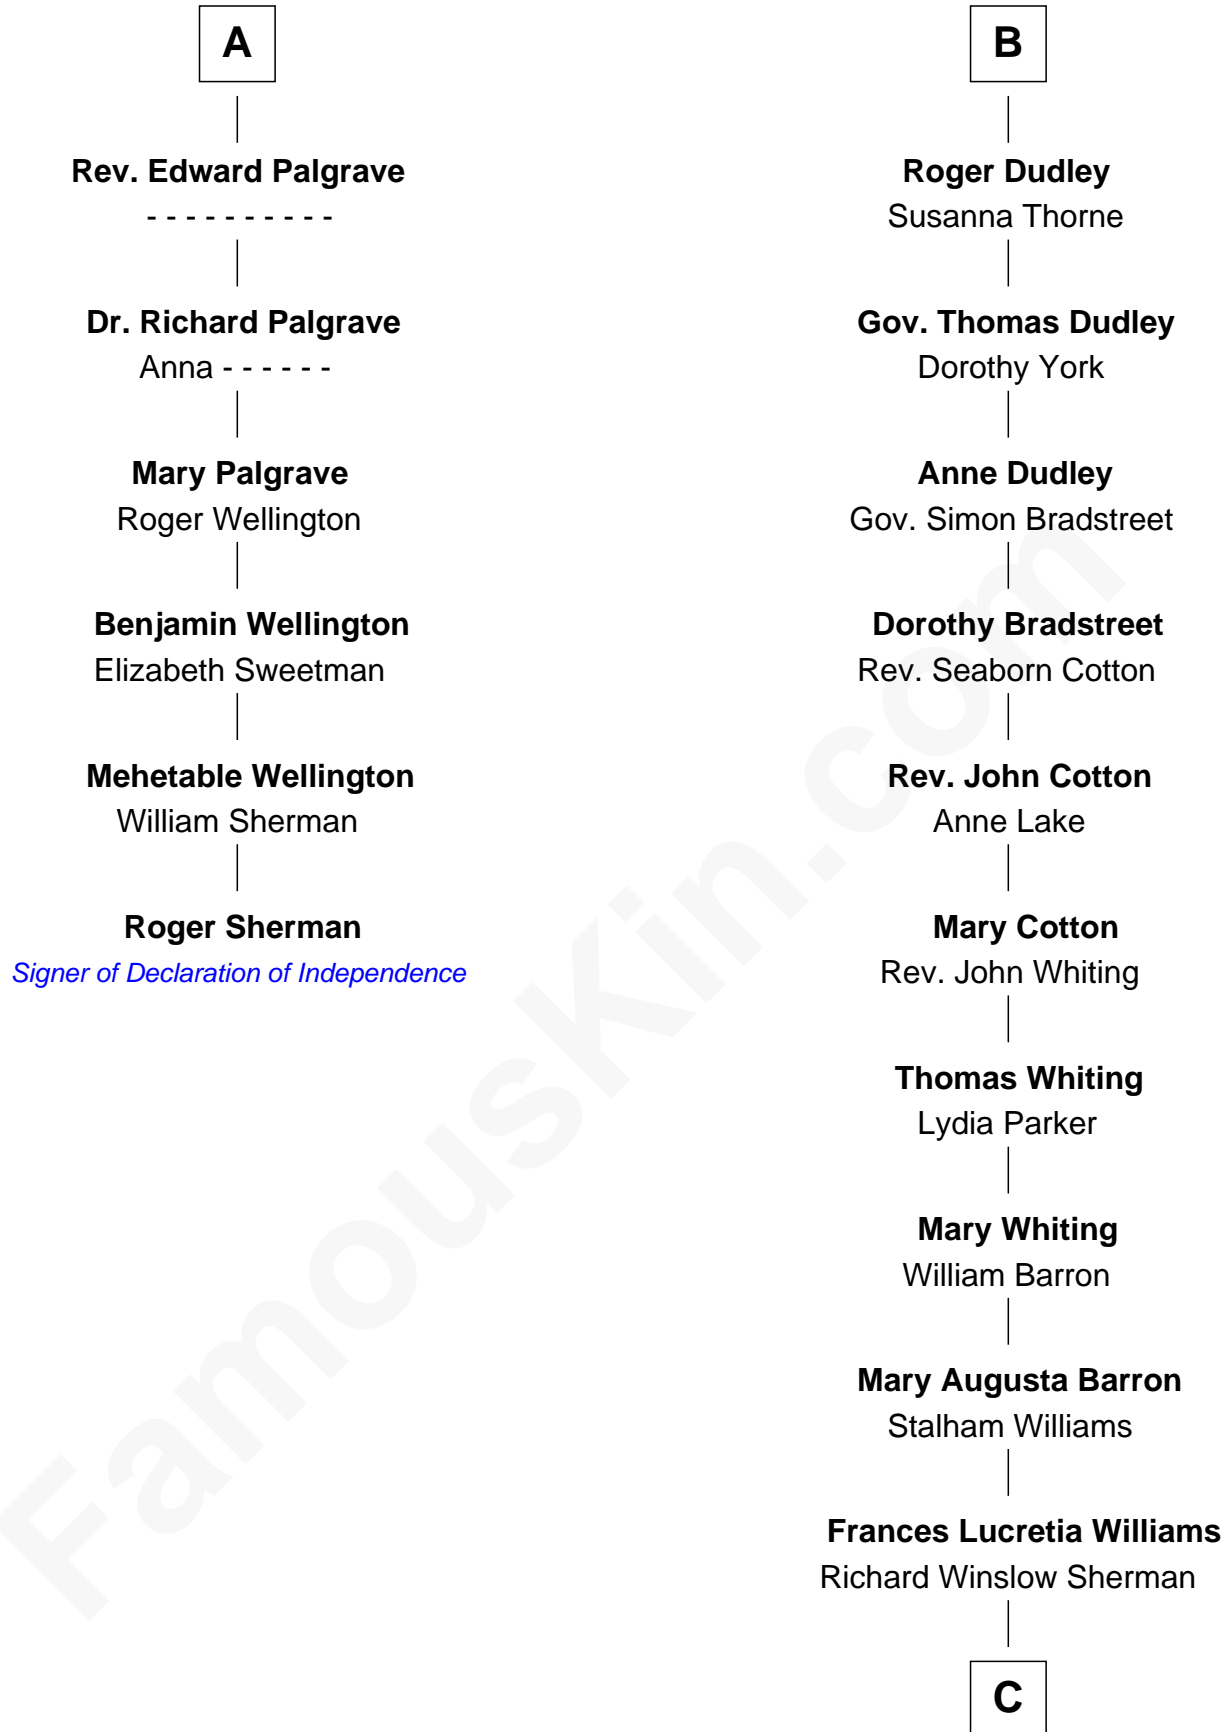 A
Rev. Edward Palgrave
- - - - - - - - - -
Dr. Richard Palgrave
Anna - - - - - -
Mary Palgrave
Roger Wellington
Benjamin Wellington
Elizabeth Sweetman
Mehetable Wellington
William Sherman
Roger Sherman
Signer of Declaration of Independence
B
Roger Dudley
Susanna Thorne
Gov. Thomas Dudley
Dorothy York
Anne Dudley
Gov. Simon Bradstreet
Dorothy Bradstreet
Rev. Seaborn Cotton
Rev. John Cotton
Anne Lake
Mary Cotton
Rev. John Whiting
Thomas Whiting
Lydia Parker
Mary Whiting
William Barron
Mary Augusta Barron
Stalham Williams
Frances Lucretia Williams
Richard Winslow Sherman
C
FamousKin.com